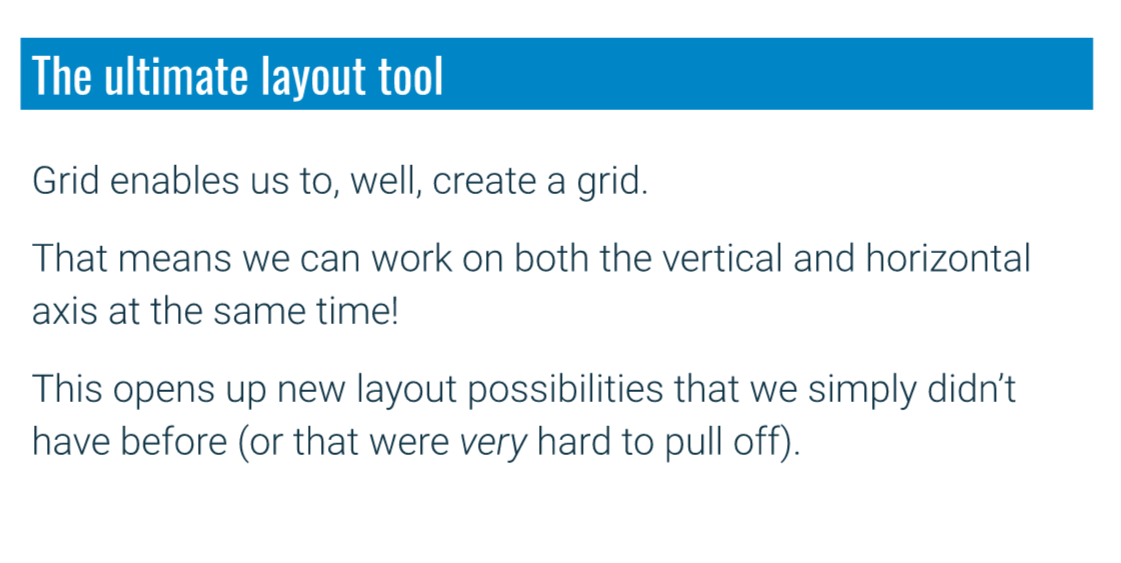 The ultimate layout tool
Grid enables us to, well, create a grid.
That means we can work on both the vertical and horizontal
axis at the same time!
This opens up new layout possibilities that we simply didn’t
have before (or that were very hard to pull off).